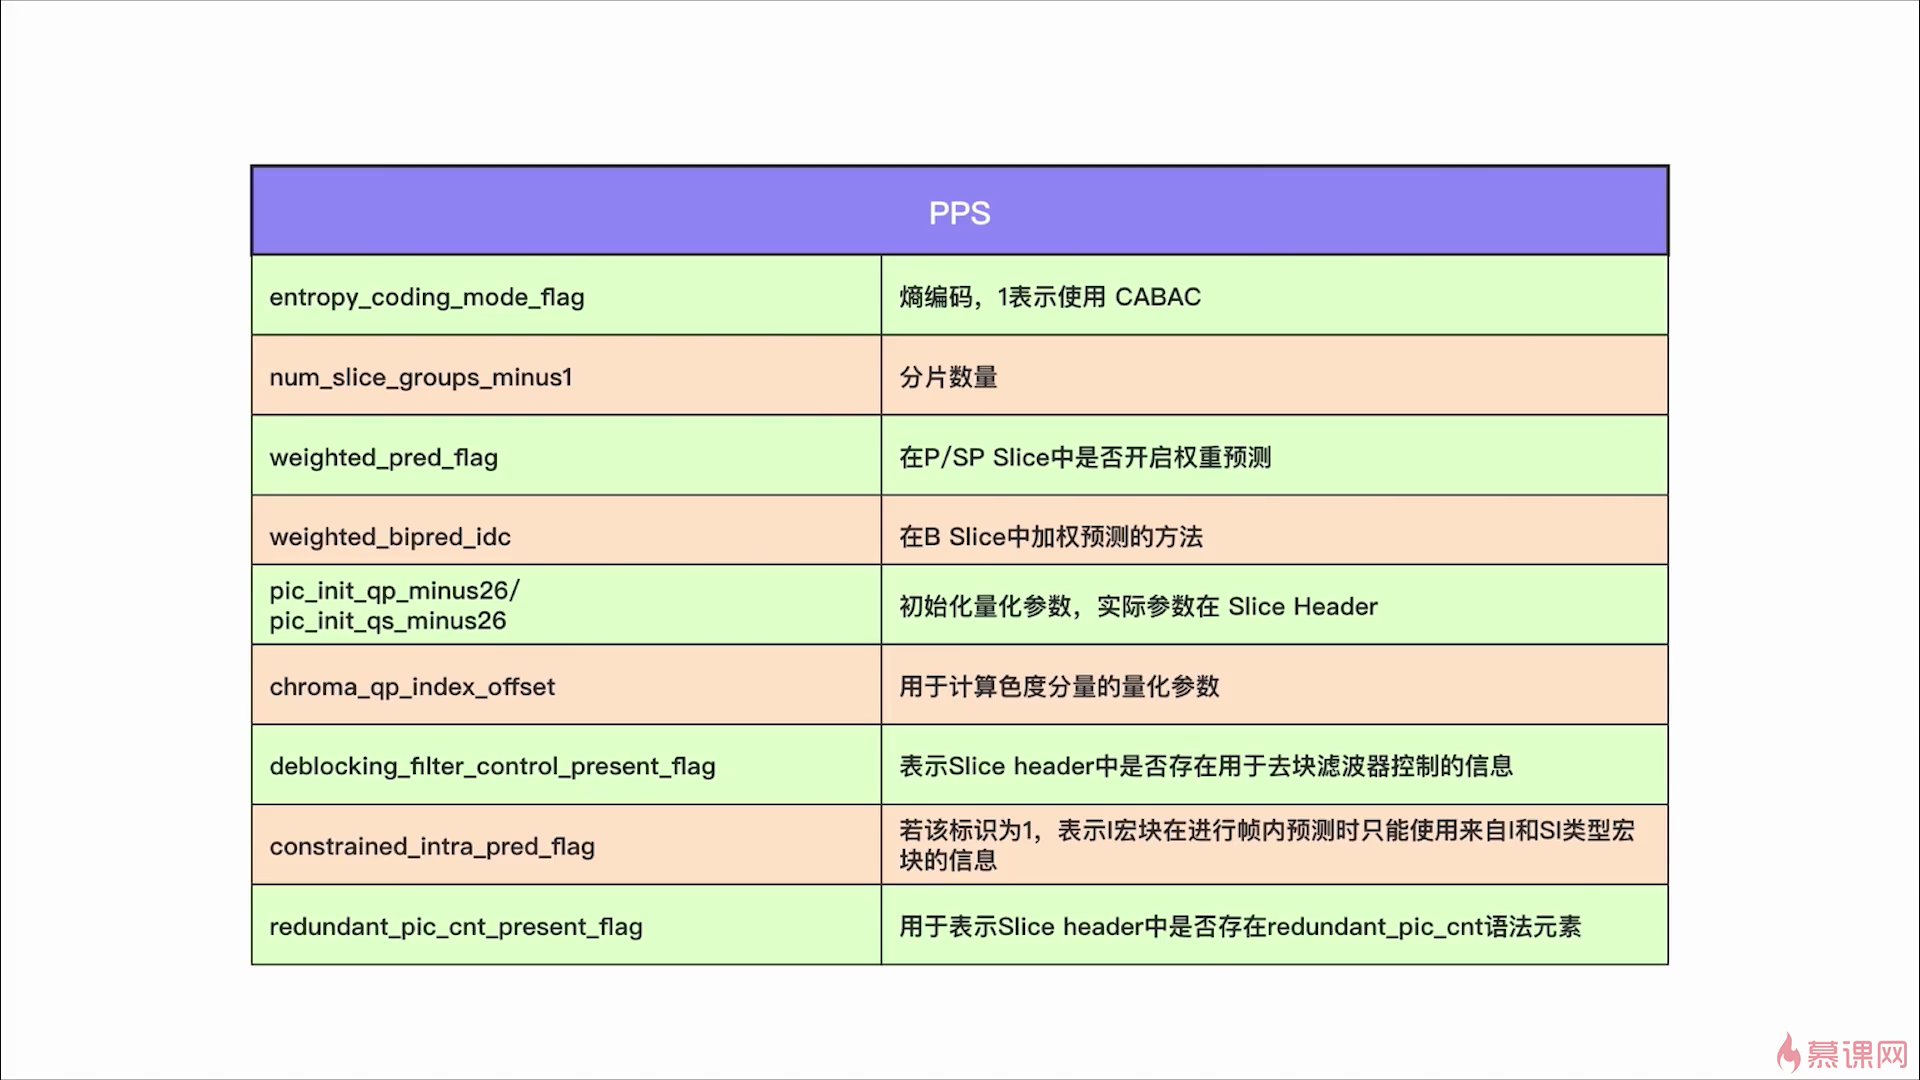 PPS
entropy_coding_mode_flag
熵编码，1表示使用 CABAC
num_slice_groups_minus1
分片数量
weighted_pred_flag
在P/SP Slice中是否开启权重预测
weighted_bipred_idc
在B Slice中加权预测的方法
pic_init_qp_minus26/
pic_init_qs_minus26
初始化量化参数，实际参数在 Slice Header
chroma_qp_index_offset
用于计算色度分量的量化参数
deblocking_filter_control_present_flag
表示Slice header中是否存在用于去块滤波器控制的信息
constrained_intra_pred_flag
若该标识为1，表示I宏块在进行帧内预测时只能使用来自I和SI类型宏
块的信息
redundant_pic_cnt_present_flag
用于表示Slice header中是否存在redundant_pic_cnt语法元素
慕课网